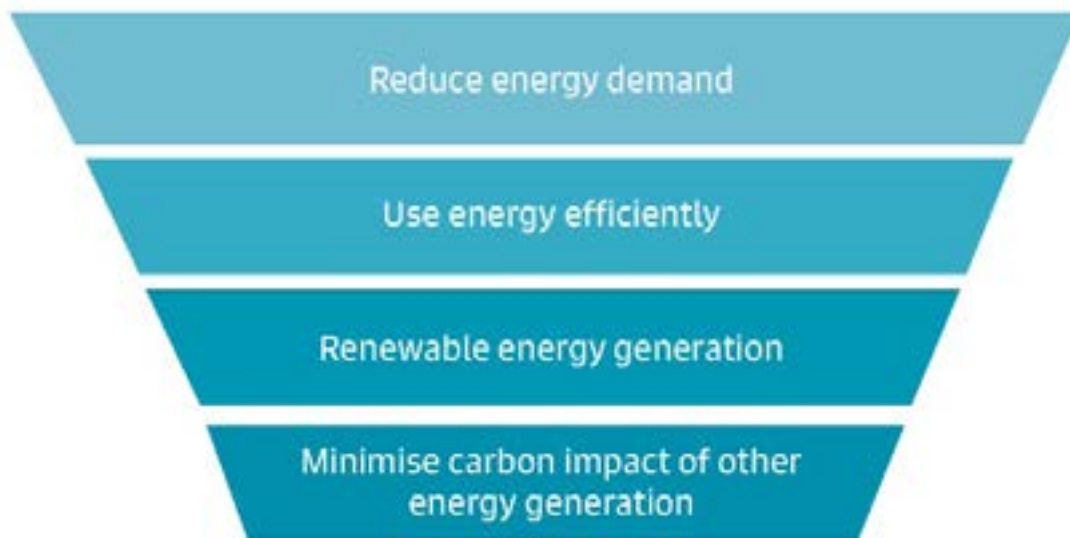 Reduce energy demand
Use energy efficiently
Renewable energy generation
Minimise carbon impact of other
energy generation